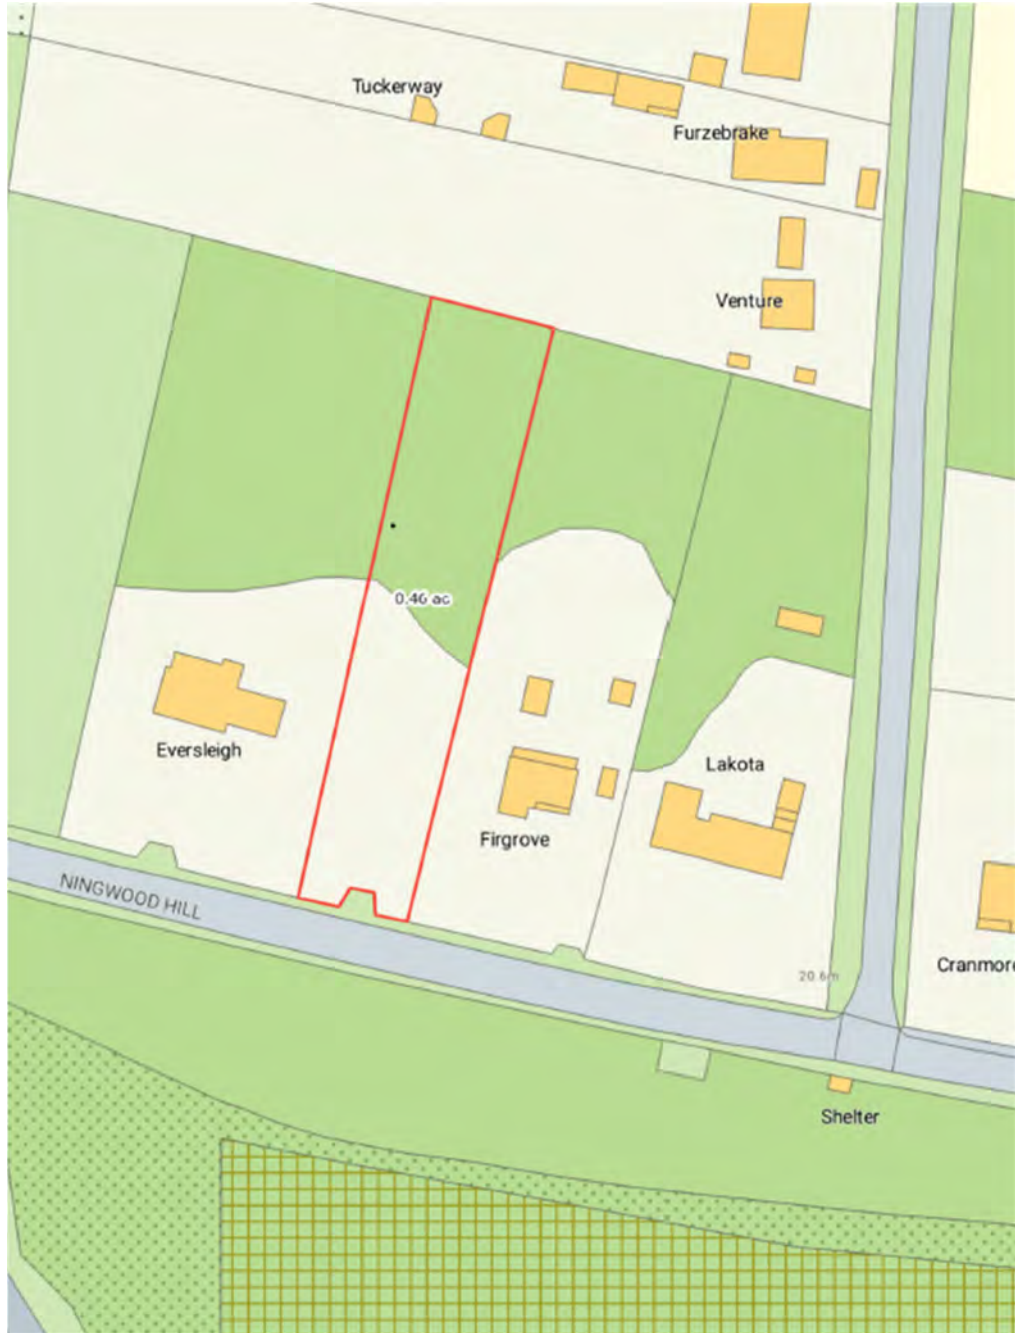 Tuckerway
Furzebrake
Venture
0.46 ac
Eversleigh
Lakota
Firgrove
NINGWOOD HILL
Cranmore
20.6m
Shelter